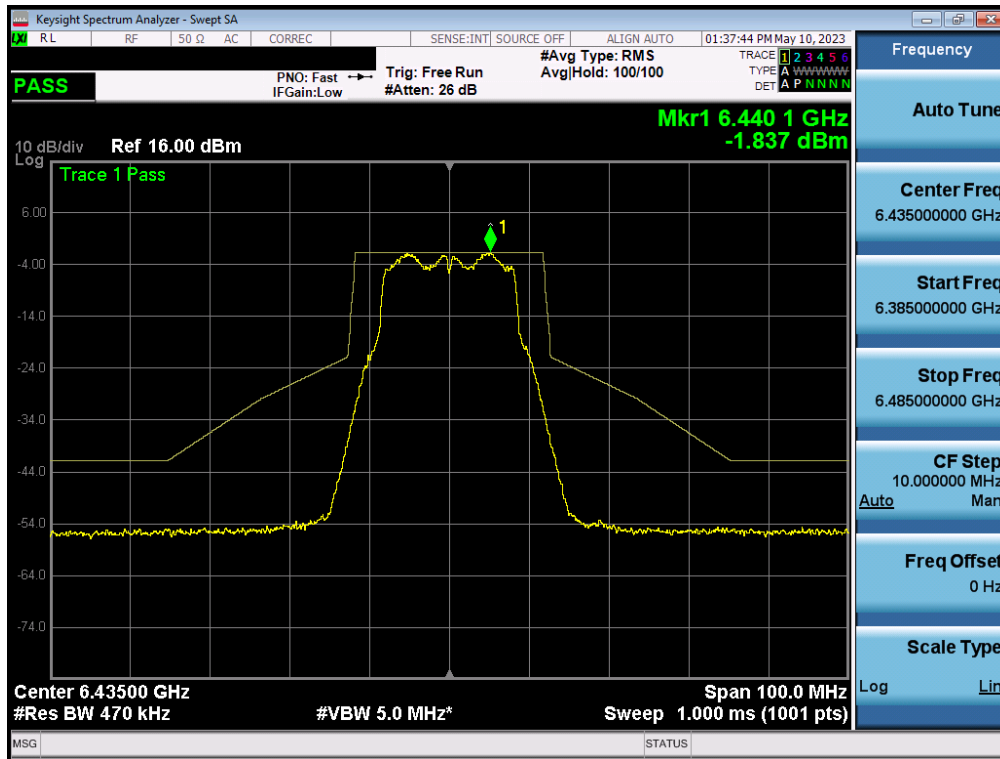 Keysight Spectrum Analyzer - Swept SA
LXI RL RF 50 Ω AC CORREC SENSE:INT SOURCE OFF ALIGN AUTO 01:37:44 PM May 10, 2023
PASS
PNO: Fast
IFGain:Low
Trig: Free Run
#Atten: 26 dB
#Avg Type: RMS
Avg|Hold: 100/100
TRACE 1 2 3 4 5 6
TYPE A WWWWW
DET A P N N N N
Mkr1 6.440 1 GHz
-1.837 dBm
10 dB/div Ref 16.00 dBm
Log
Trace 1 Pass
1
6.00
-4.00
-14.0
-24.0
-34.0
-44.0
-54.0
-64.0
-74.0
Center 6.43500 GHz Span 100.0 MHz
#Res BW 470 kHz #VBW 5.0 MHz* Sweep 1.000 ms (1001 pts)
MSG STATUS
Frequency
Auto Tune
Center Freq
6.435000000 GHz
Start Freq
6.385000000 GHz
Stop Freq
6.485000000 GHz
CF Step
10.000000 MHz
Auto Man
Freq Offset
0 Hz
Scale Type
Log Lin